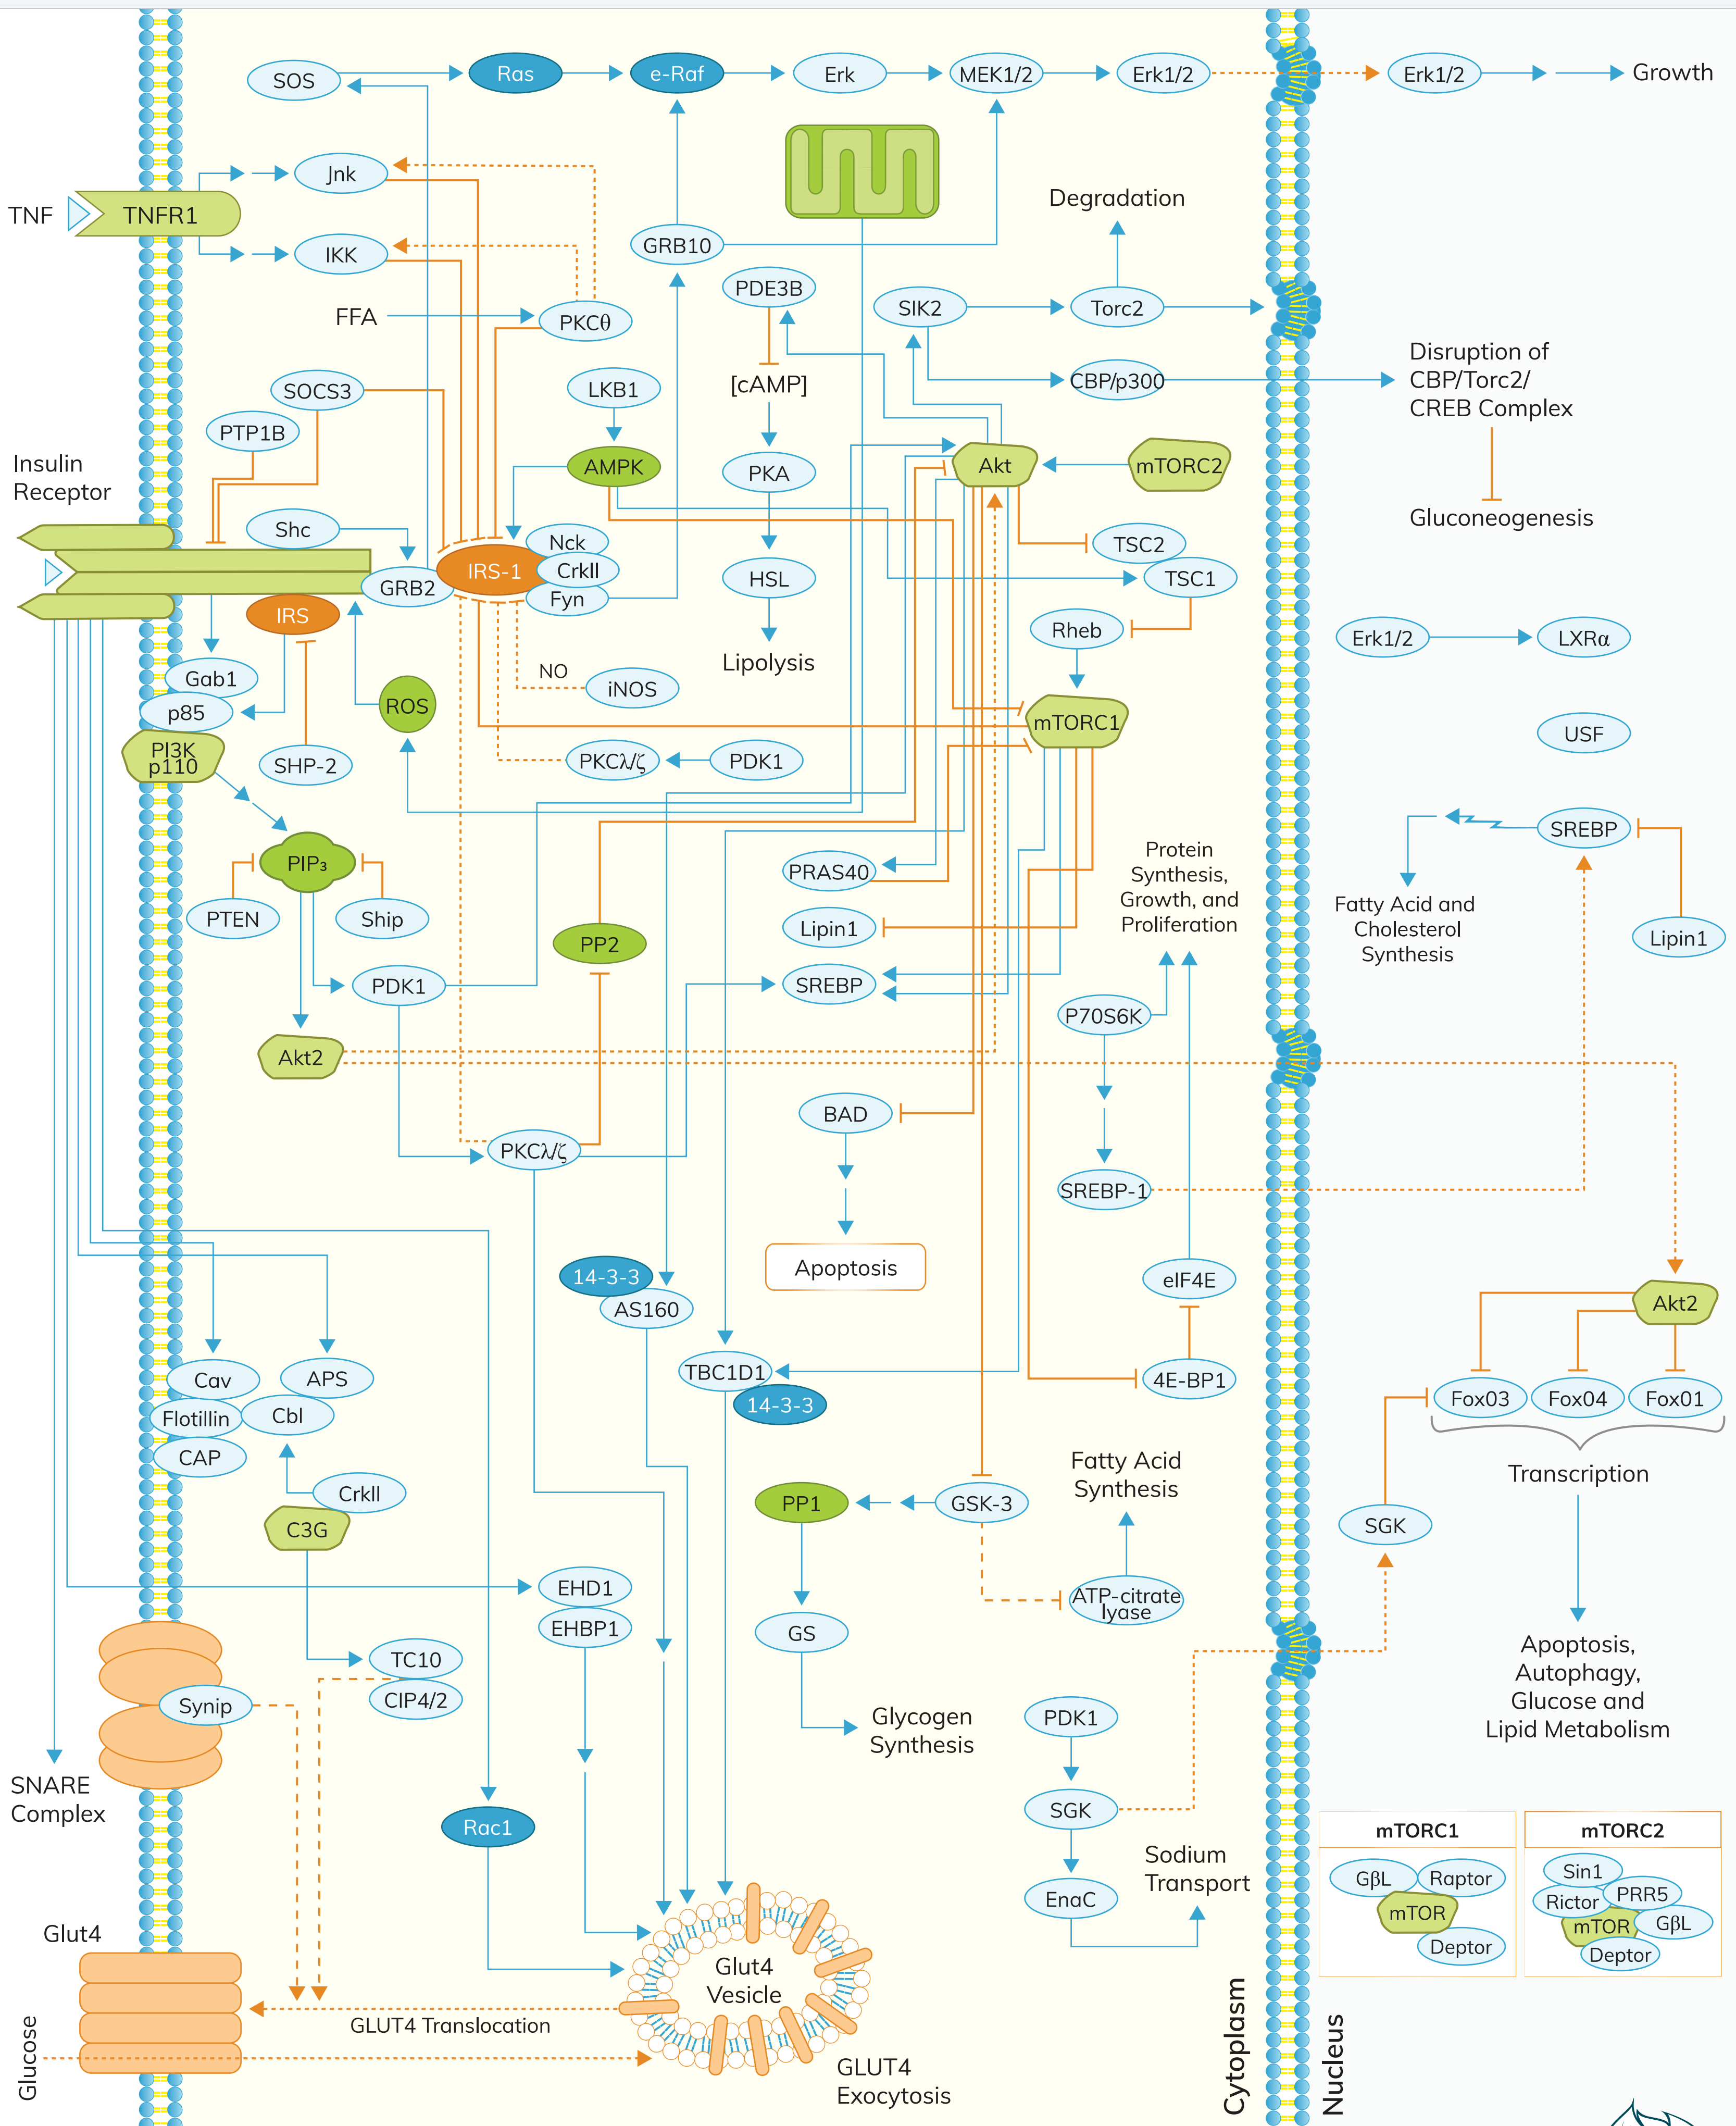 SOS
Ras
e-Raf
Erk
MEK1/2
Erk1/2
Erk1/2
Growth
Jnk
TNF
TNFR1
IKK
GRB10
Degradation
PDE3B
SIK2
Torc2
FFA
PKCθ
Disruption of
CBP/Torc2/
CREB Complex
SOCS3
LKB1
[cAMP]
CBP/p300
PTP1B
Insulin
Receptor
AMPK
PKA
Akt
mTORC2
Gluconeogenesis
Shc
Nck
TSC2
IRS-1
CrkII
HSL
TSC1
GRB2
Fyn
IRS
Rheb
Erk1/2
LXRα
Lipolysis
NO
iNOS
Gab1
p85
ROS
mTORC1
USF
PI3K
p110
SHP-2
PKCλ/ζ
PDK1
SREBP
PIP₃
PRAS40
Protein
Synthesis,
Growth, and
Proliferation
Fatty Acid and
Cholesterol
Synthesis
PTEN
Ship
Lipin1
Lipin1
PP2
PDK1
SREBP
P70S6K
Akt2
BAD
PKCλ/ζ
SREBP-1
Apoptosis
14-3-3
AS160
eIF4E
Akt2
Cav
APS
TBC1D1
14-3-3
4E-BP1
Fox03
Fox04
Fox01
Flotillin
Cbl
CAP
Transcription
CrkII
C3G
PP1
GSK-3
Fatty Acid
Synthesis
SGK
EHD1
EHBP1
ATP-citrate
lyase
GS
TC10
CIP4/2
Synip
Apoptosis,
Autophagy,
Glucose and
Lipid Metabolism
Glycogen
Synthesis
PDK1
SNARE
Complex
Rac1
SGK
Sodium
Transport
EnaC
mTORC1
GβL
Raptor
mTOR
Deptor
mTORC2
Sin1
Rictor
PRR5
mTOR
GβL
Deptor
Glut4
Glut4
Vesicle
GLUT4 Translocation
Glucose
GLUT4
Exocytosis
Cytoplasm
Nucleus